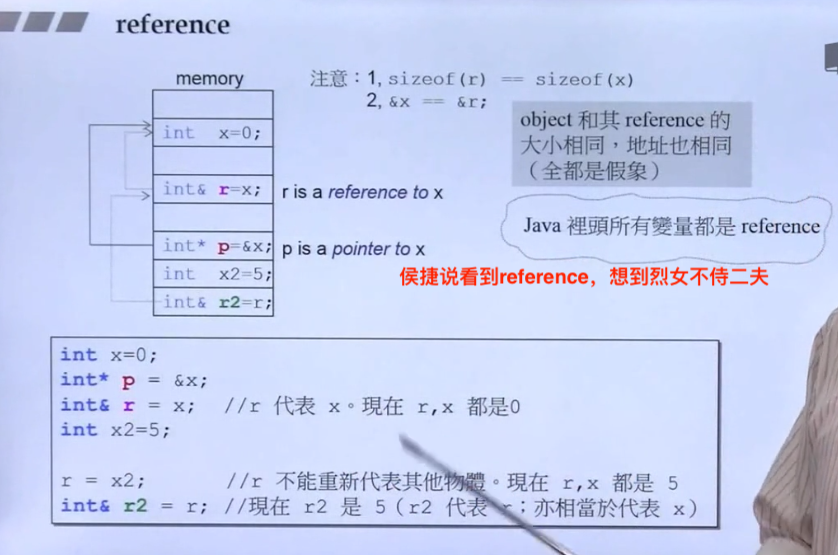 reference
memory
注意：1, sizeof(r) == sizeof(x)
2, &x == &r;
int x=0;
int& r=x;
r is a reference to x
int* p=&x;
p is a pointer to x
int x2=5;
int& r2=r;
object 和其 reference 的
大小相同，地址也相同
（全都是假象）
Java 裡頭所有變量都是 reference
侯捷说看到reference，想到烈女不侍二夫
int x=0;
int* p = &x;
int& r = x; //r 代表 x。現在 r,x 都是0
int x2=5;
r = x2; //r 不能重新代表其他物體。現在 r,x 都是 5
int& r2 = r; //現在 r2 是 5（r2 代表 r；亦相當於代表 x）